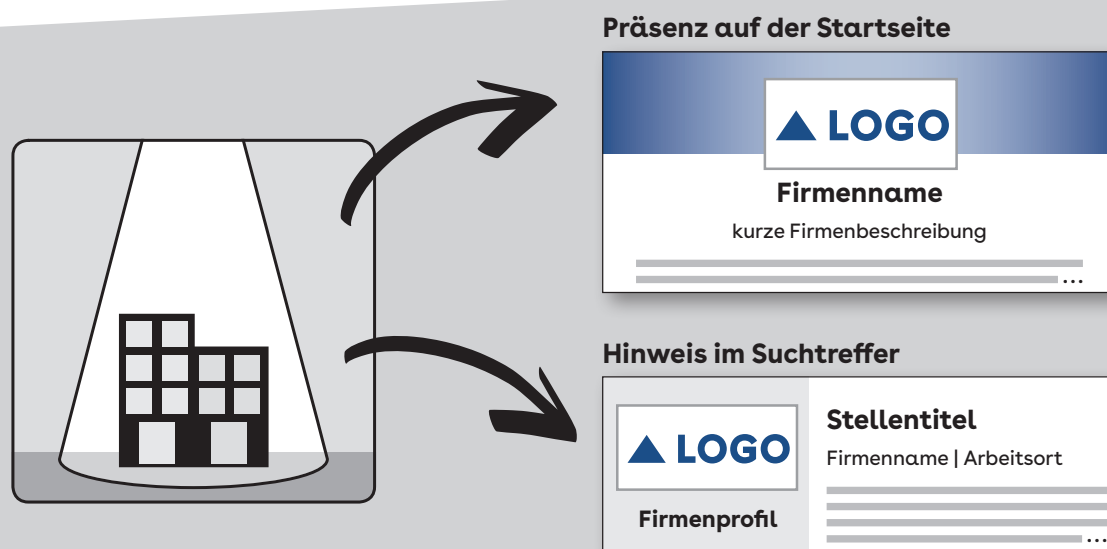 Präsenz auf der Startseite
LOGO
Firmenname
kurze Firmenbeschreibung
...
Hinweis im Suchtreffer
LOGO
Firmenprofil
Stellentitel
Firmenname | Arbeitsort
...